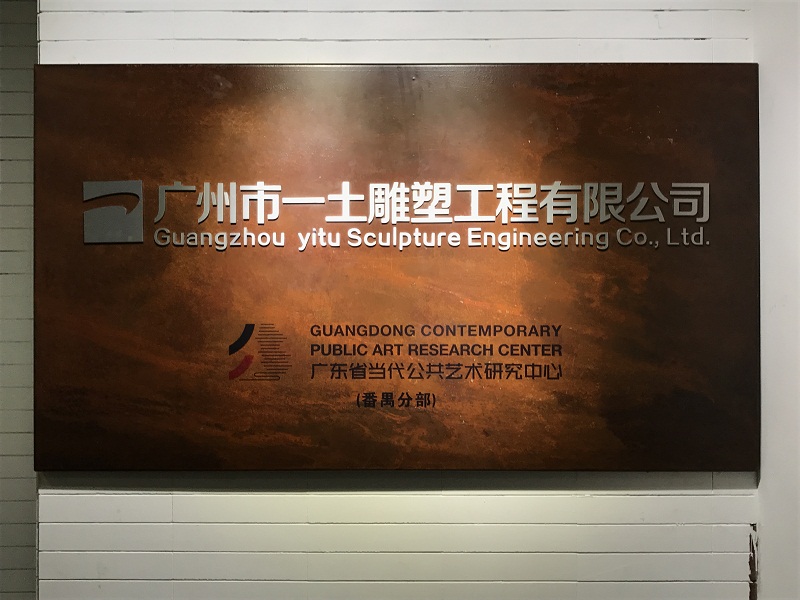 广州市一土雕塑工程有限公司
Guangzhou yitu Sculpture Engineering Co., Ltd.
GUANGDONG CONTEMPORARY
PUBLIC ART RESEARCH CENTER
广东省当代公共艺术研究中心
(番禺分部)